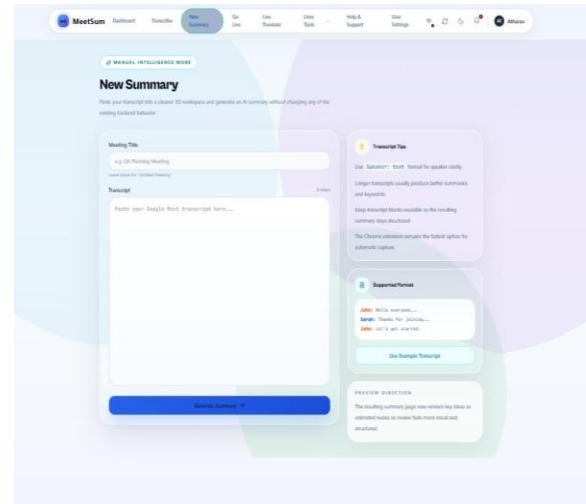 MeetSum
Dashboard
Transcribe
New
Summary
Go
Live
Live
Translate
Help &
Support
User
Settings
Atharav
MANUAL INTELLIGENCE MODE
New Summary
Paste your transcript into a cleaner 3D workspace and generate an AI summary without changing any of the
existing backend behavior.
Meeting Title
e.g. Q4 Planning Meeting
Leave blank for "Untitled Meeting"
Transcript
0 chars
Paste your Google Meet transcript here...
Generate Summary
Transcript Tips
Use Speaker: text format for speaker clarity.
Longer transcripts usually produce better summaries
and keywords.
Keep transcript blocks readable so the resulting
summary stays structured.
The Chrome extension remains the fastest option for
automatic capture.
Supported Format
John: Hello everyone...
Sarah: Thanks for joining...
John: Let's get started.
Use Example Transcript
PREVIEW DIRECTION
The resulting summary page now renders key ideas as
animated nodes so review feels more visual and
structured.